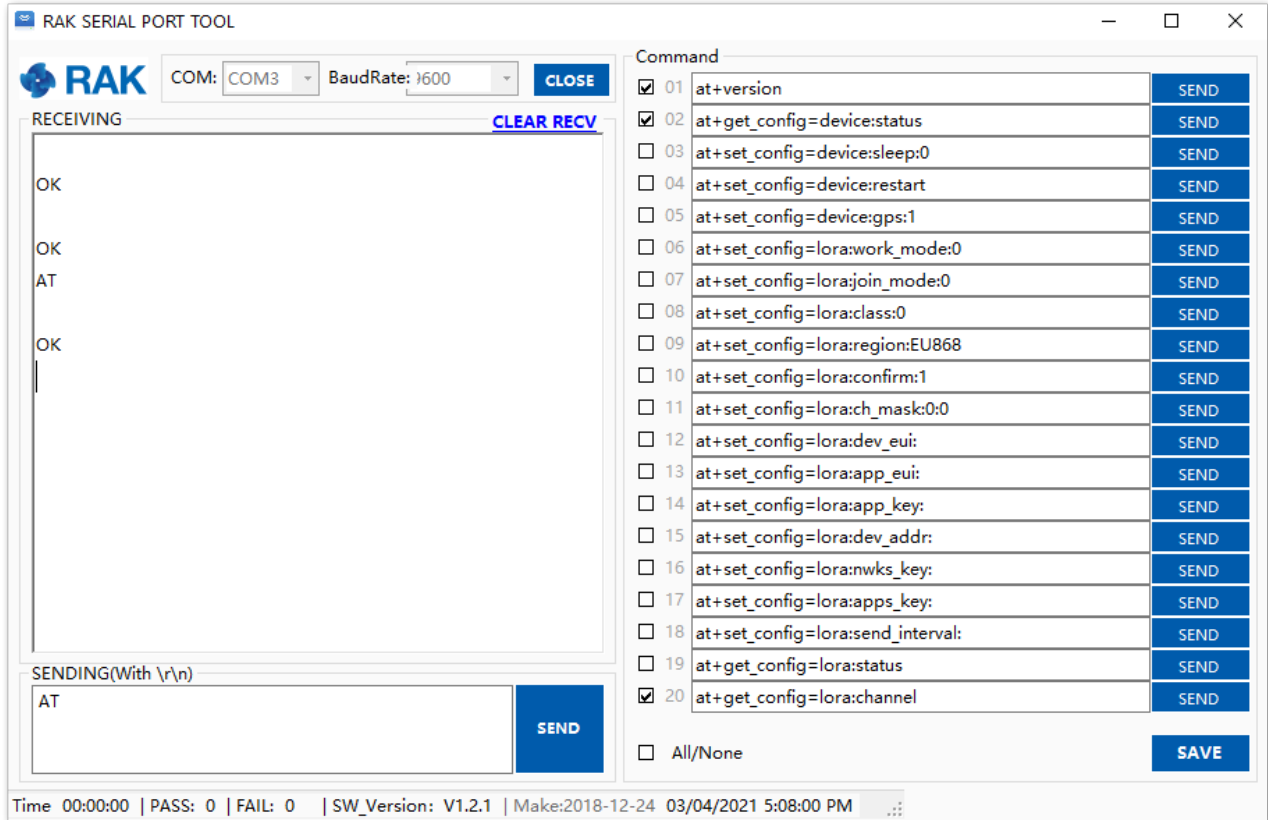 RAK SERIAL PORT TOOL
RAK COM: COM3 BaudRate: 9600 CLOSE
RECEIVING CLEAR RECV
OK
OK
AT
OK
SENDING(With \r\n)
AT
SEND
Command
01 at+version SEND
02 at+get_config=device:status SEND
03 at+set_config=device:sleep:0 SEND
04 at+set_config=device:restart SEND
05 at+set_config=device:gps:1 SEND
06 at+set_config=lora:work_mode:0 SEND
07 at+set_config=lora:join_mode:0 SEND
08 at+set_config=lora:class:0 SEND
09 at+set_config=lora:region:EU868 SEND
10 at+set_config=lora:confirm:1 SEND
11 at+set_config=lora:ch_mask:0:0 SEND
12 at+set_config=lora:dev_eui: SEND
13 at+set_config=lora:app_eui: SEND
14 at+set_config=lora:app_key: SEND
15 at+set_config=lora:dev_addr: SEND
16 at+set_config=lora:nwks_key: SEND
17 at+set_config=lora:apps_key: SEND
18 at+set_config=lora:send_interval: SEND
19 at+get_config=lora:status SEND
20 at+get_config=lora:channel SEND
All/None SAVE
Time 00:00:00 | PASS: 0 | FAIL: 0 | SW_Version: V1.2.1 | Make:2018-12-24 03/04/2021 5:08:00 PM